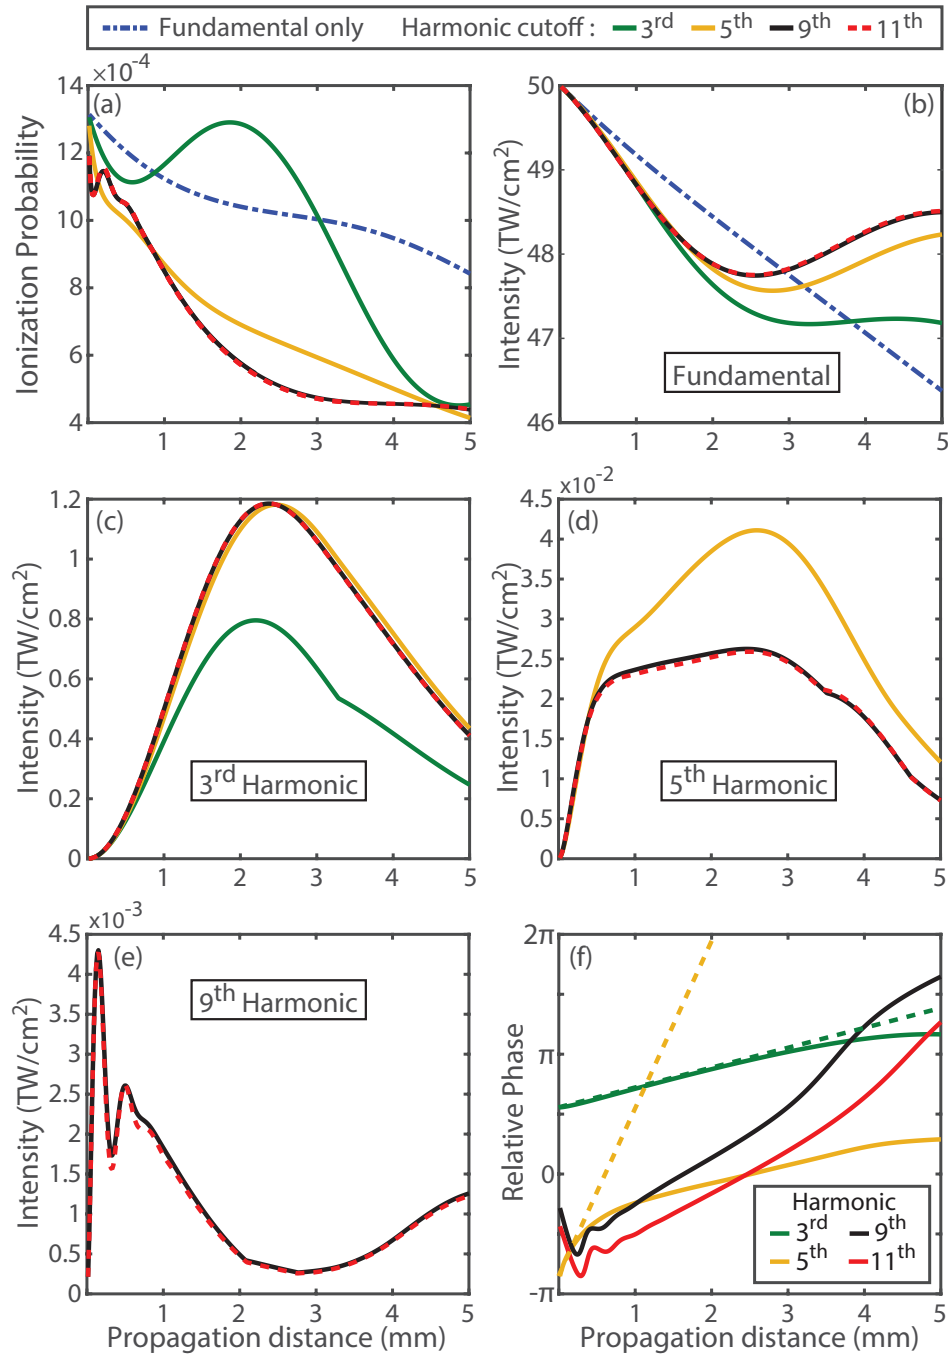 Fundamental only Harmonic cutoff : 3rd 5th 9th 11th
×10-4
(a)
14
12
10
8
6
4
Ionization Probability
1 2 3 4 5
(b)
50
49
48
47
46
Intensity (TW/cm2)
Fundamental
1 2 3 4 5
(c)
1.2
1
0.8
0.6
0.4
0.2
0
Intensity (TW/cm2)
3rd Harmonic
1 2 3 4 5
x10-2
(d)
4.5
4
3.5
3
2.5
2
1.5
1
0.5
0
Intensity (TW/cm2)
5th Harmonic
1 2 3 4 5
x10-3
(e)
4.5
4
3.5
3
2.5
2
1.5
1
0.5
0
Intensity (TW/cm2)
9th Harmonic
1 2 3 4 5
Propagation distance (mm)
(f)
2π
π
0
-π
Relative Phase
Harmonic
3rd 9th
5th 11th
1 2 3 4 5
Propagation distance (mm)